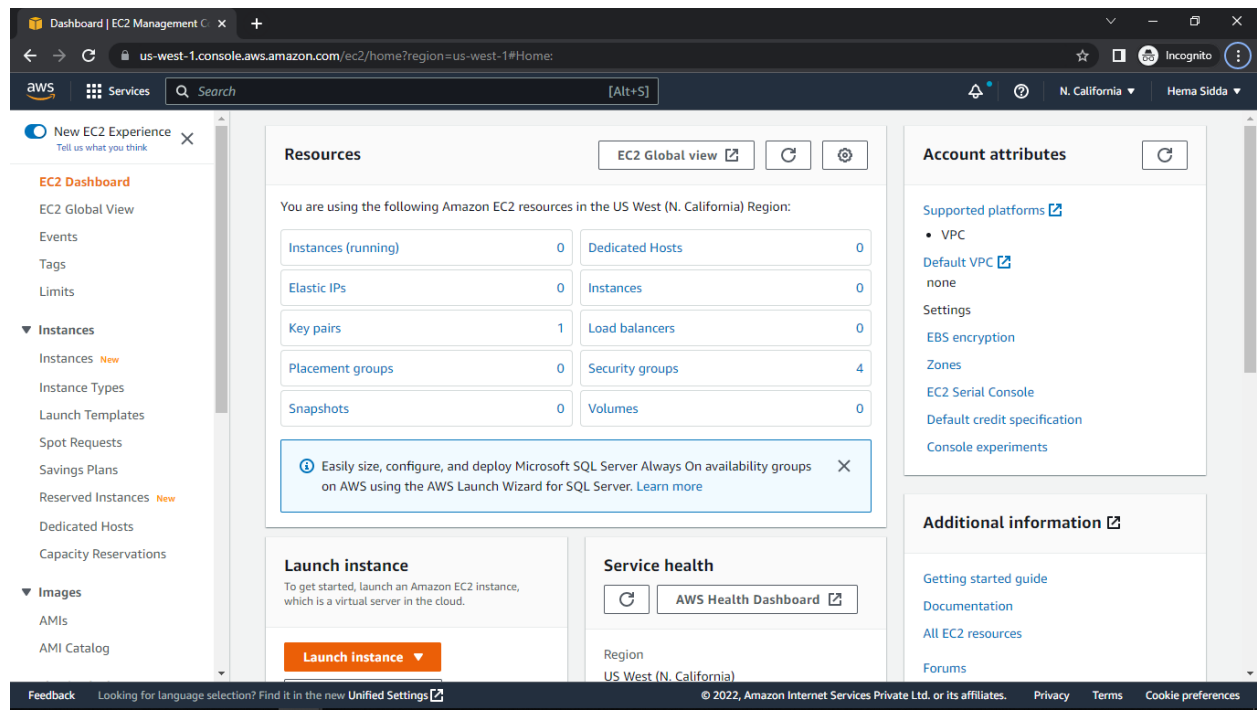 Dashboard | EC2 Management C
us-west-1.console.aws.amazon.com/ec2/home?region=us-west-1#Home:
Incognito
aws
Services
Search
[Alt+S]
N. California
Hema Sidda
New EC2 Experience
Tell us what you think
EC2 Dashboard
EC2 Global View
Events
Tags
Limits
Instances
Instances New
Instance Types
Launch Templates
Spot Requests
Savings Plans
Reserved Instances New
Dedicated Hosts
Capacity Reservations
Images
AMIs
AMI Catalog
Resources
EC2 Global view
You are using the following Amazon EC2 resources in the US West (N. California) Region:
Instances (running) 0
Dedicated Hosts 0
Elastic IPs 0
Instances 0
Key pairs 1
Load balancers 0
Placement groups 0
Security groups 4
Snapshots 0
Volumes 0
Easily size, configure, and deploy Microsoft SQL Server Always On availability groups
on AWS using the AWS Launch Wizard for SQL Server. Learn more
Launch instance
To get started, launch an Amazon EC2 instance,
which is a virtual server in the cloud.
Launch instance
Service health
AWS Health Dashboard
Region
US West (N. California)
Account attributes
Supported platforms
• VPC
Default VPC
none
Settings
EBS encryption
Zones
EC2 Serial Console
Default credit specification
Console experiments
Additional information
Getting started guide
Documentation
All EC2 resources
Forums
Feedback
Looking for language selection? Find it in the new Unified Settings
© 2022, Amazon Internet Services Private Ltd. or its affiliates.
Privacy
Terms
Cookie preferences